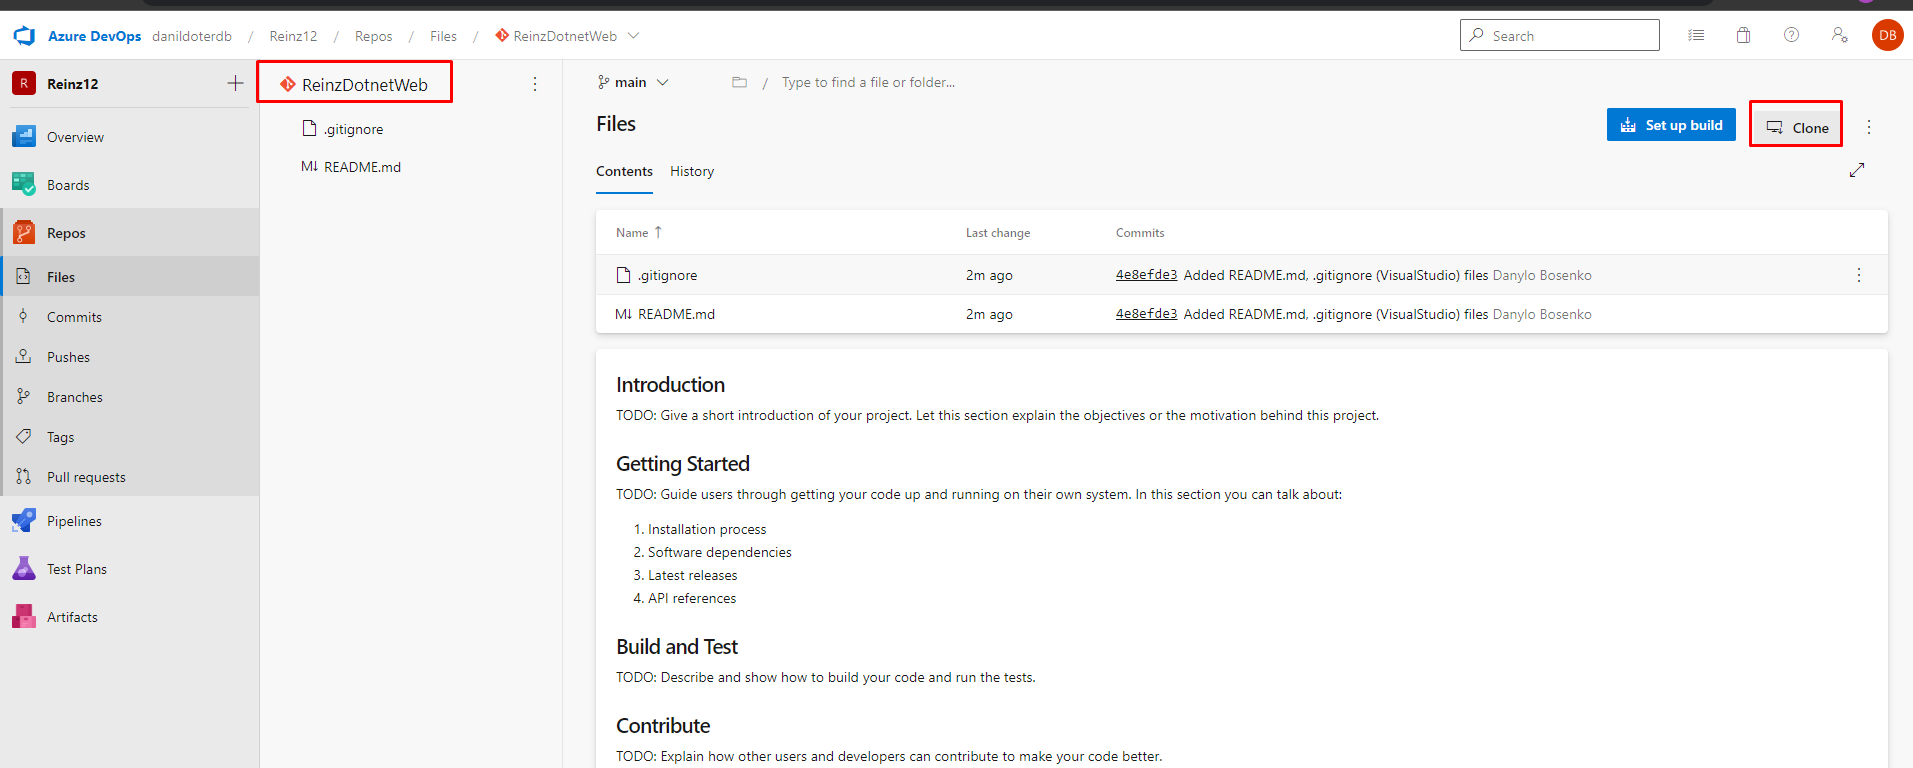 Azure DevOps danildoterdb / Reinz12 / Repos / Files / ReinzDotnetWeb
Search
DB
R Reinz12
Overview
Boards
Repos
Files
Commits
Pushes
Branches
Tags
Pull requests
Pipelines
Test Plans
Artifacts
ReinzDotnetWeb
.gitignore
M↓ README.md
main
/ Type to find a file or folder...
Files
Set up build
Clone
Contents History
Name ↑ Last change Commits
.gitignore 2m ago 4e8efde3 Added README.md, .gitignore (VisualStudio) files Danylo Bosenko
M↓ README.md 2m ago 4e8efde3 Added README.md, .gitignore (VisualStudio) files Danylo Bosenko
Introduction
TODO: Give a short introduction of your project. Let this section explain the objectives or the motivation behind this project.
Getting Started
TODO: Guide users through getting your code up and running on their own system. In this section you can talk about:
1. Installation process
2. Software dependencies
3. Latest releases
4. API references
Build and Test
TODO: Describe and show how to build your code and run the tests.
Contribute
TODO: Explain how other users and developers can contribute to make your code better.